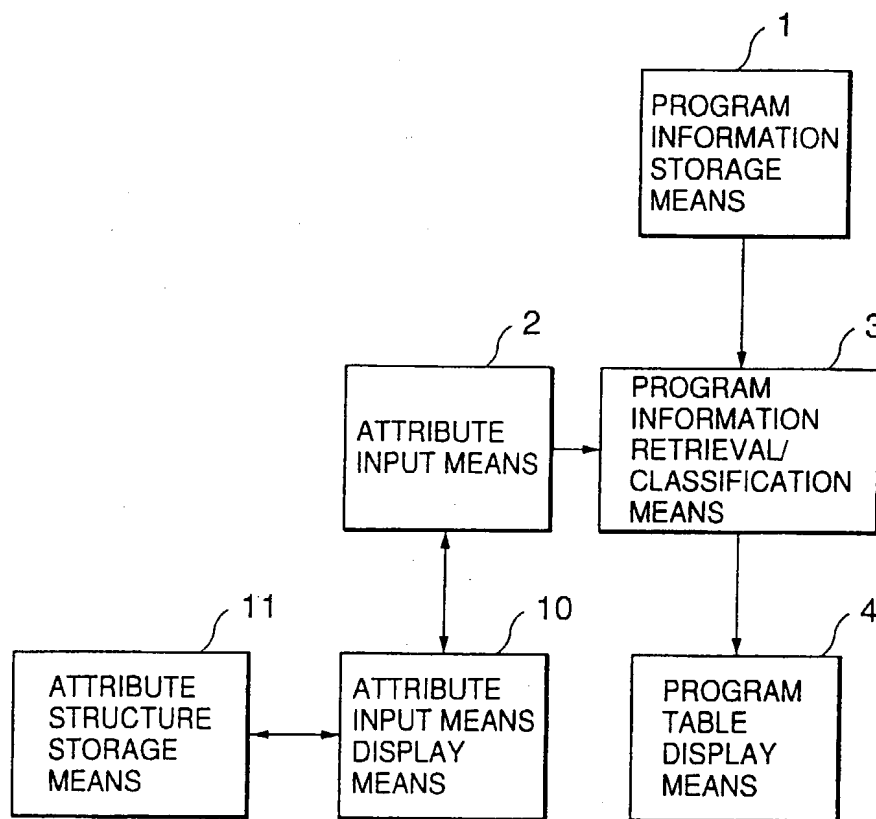 1
PROGRAM
INFORMATION
STORAGE
MEANS
2
ATTRIBUTE
INPUT MEANS
3
PROGRAM
INFORMATION
RETRIEVAL/
CLASSIFICATION
MEANS
11
ATTRIBUTE
STRUCTURE
STORAGE
MEANS
10
ATTRIBUTE
INPUT MEANS
DISPLAY
MEANS
4
PROGRAM
TABLE
DISPLAY
MEANS